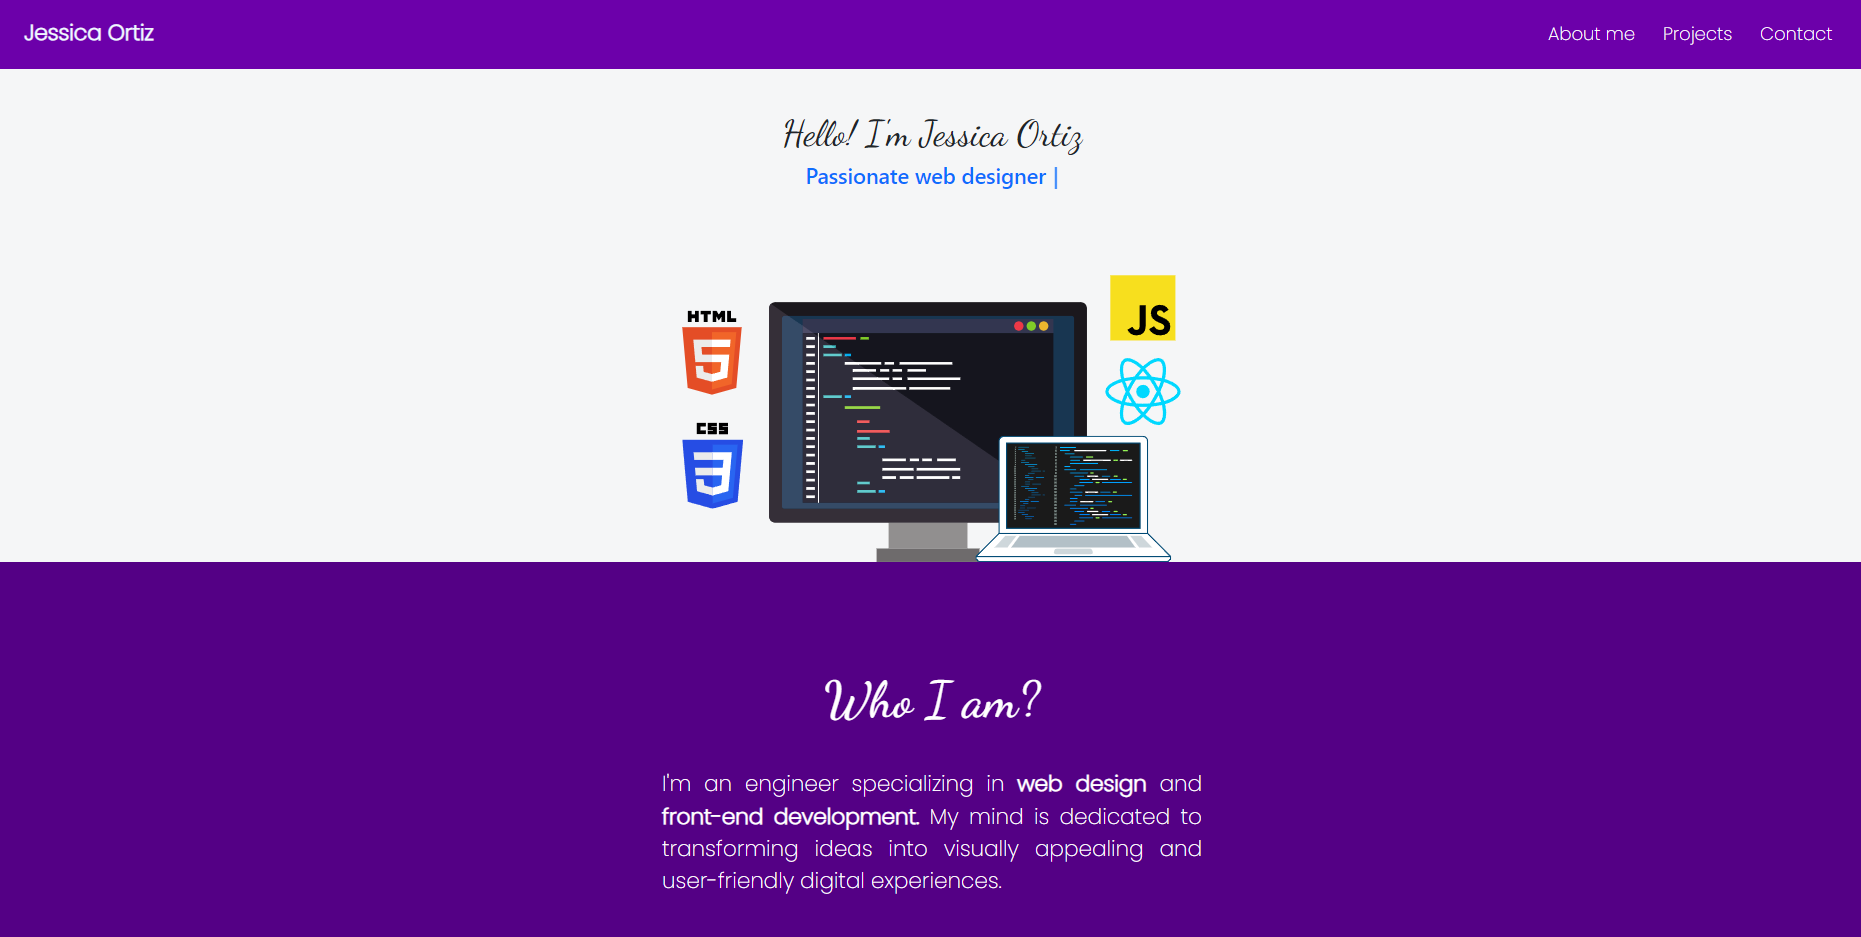 Jessica Ortiz
About me Projects Contact
Hello! I'm Jessica Ortiz
Passionate web designer |
HTML
5
CSS
3
JS
Who I am?
I'm an engineer specializing in web design and
front-end development. My mind is dedicated to
transforming ideas into visually appealing and
user-friendly digital experiences.